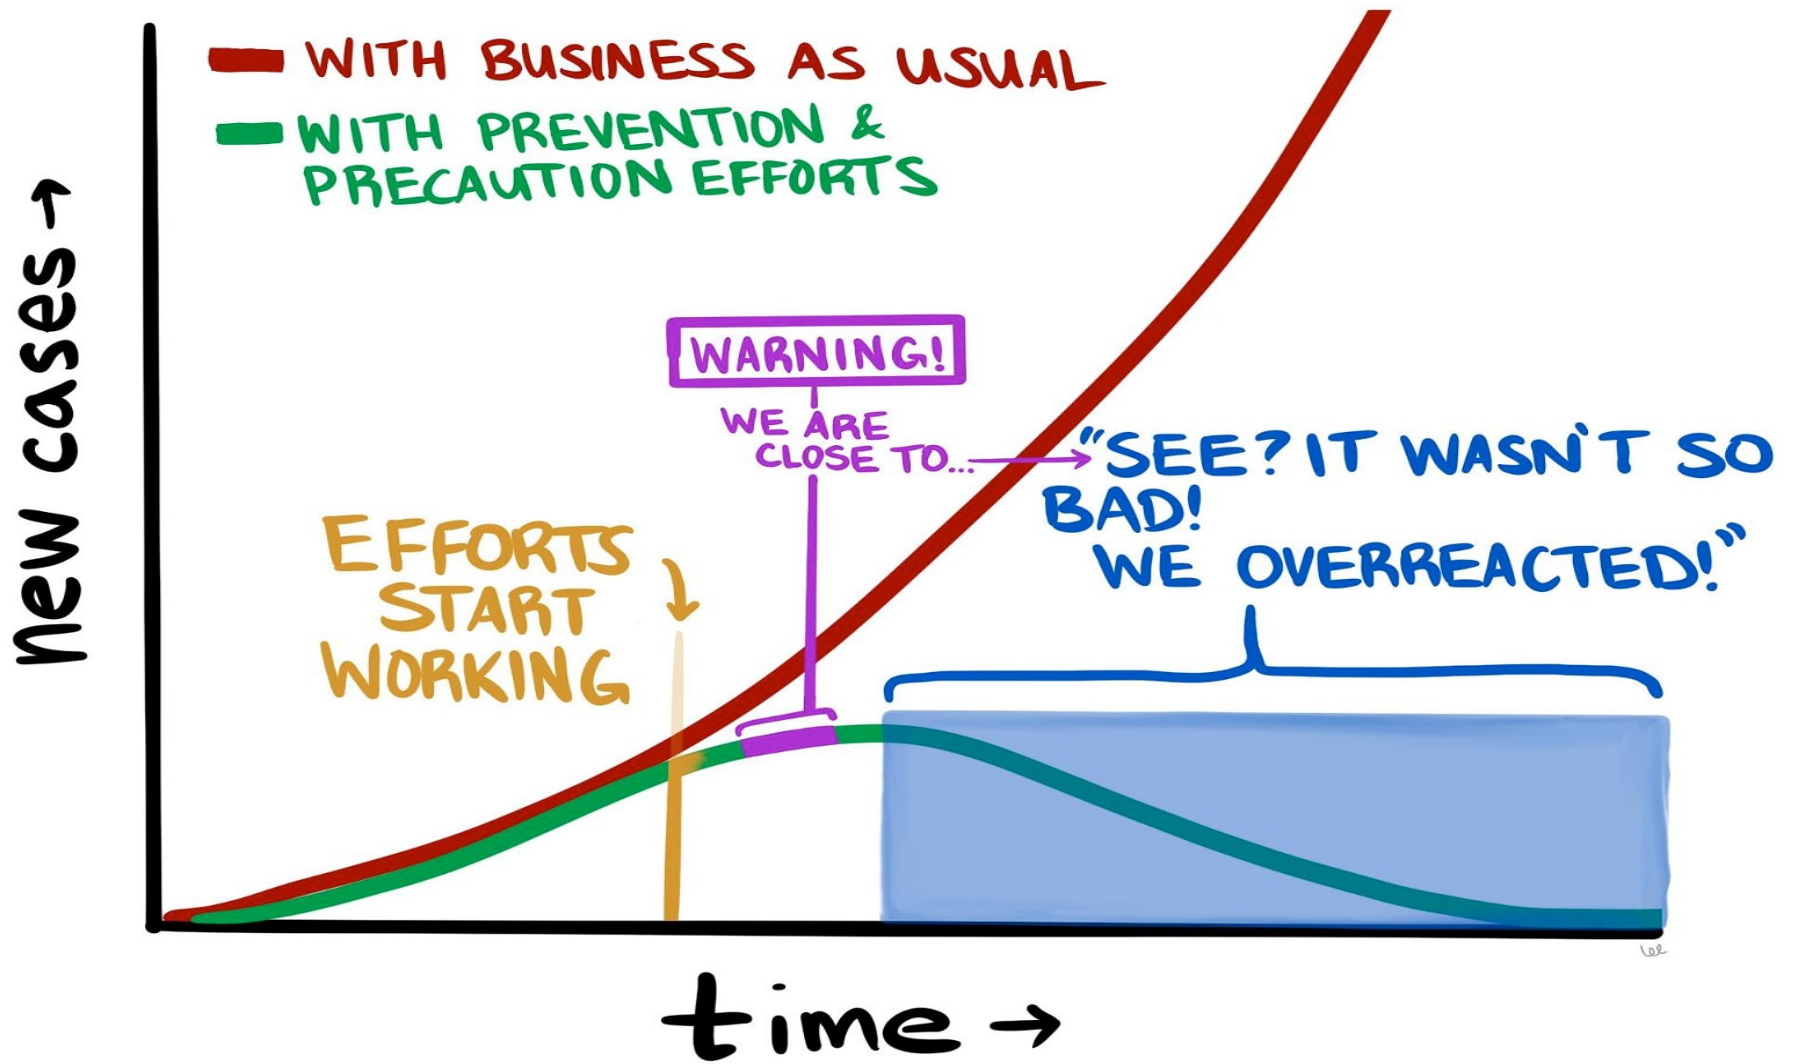 WITH BUSINESS AS USUAL
WITH PREVENTION &
PRECAUTION EFFORTS
new cases →
WARNING!
WE ARE
CLOSE TO...
"SEE? IT WASN'T SO
BAD!
WE OVERREACTED!"
EFFORTS
START
WORKING
time →
Lee